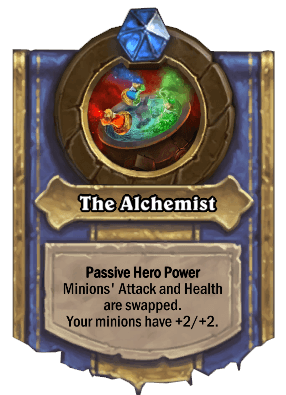 The Alchemist
Passive Hero Power
Minions' Attack and Health
are swapped.
Your minions have +2/+2.